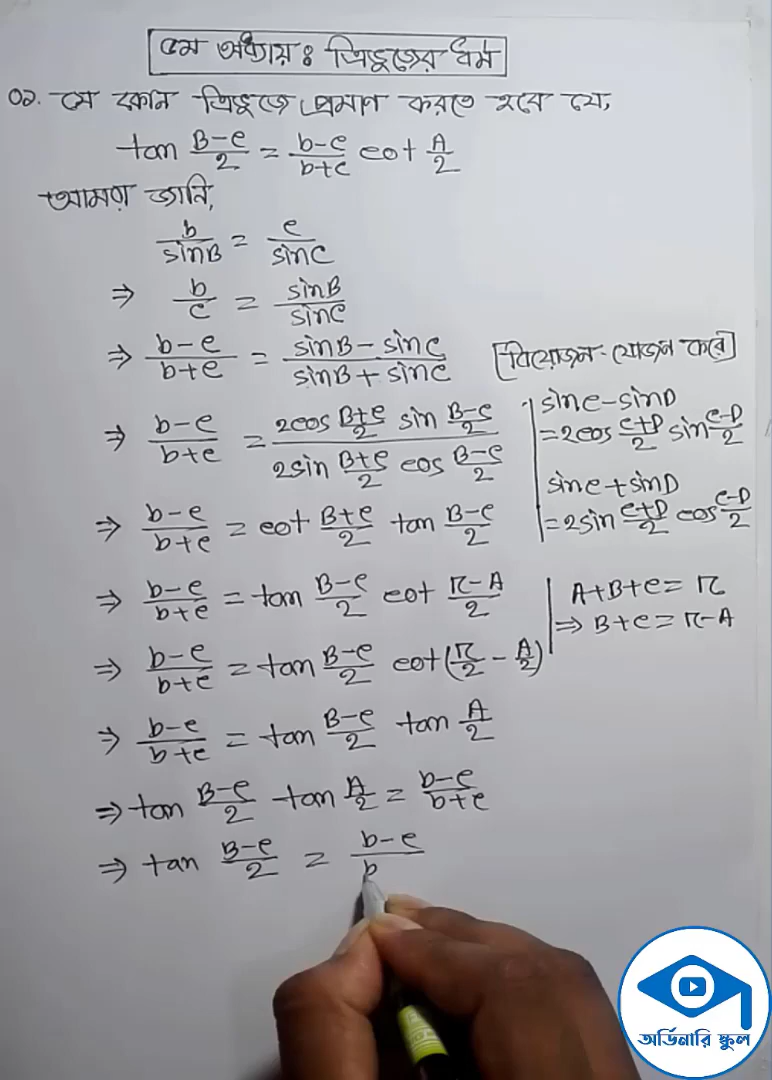 ৫ম অধ্যায়ঃ ত্রিভুজের ধর্ম
০১. যে কোন ত্রিভুজে প্রমাণ করতে হবে যে,
tan (B-C)/2 = (b-c)/(b+c) cot A/2
আমরা জানি,
b/sinB = c/sinC
⇒ b/c = sinB/sinC
⇒ (b-c)/(b+c) = (sinB - sinC)/(sinB + sinC) [বিয়োজন-যোজন করে]
⇒ (b-c)/(b+c) = (2cos (B+C)/2 sin (B-C)/2)/(2sin (B+C)/2 cos (B-C)/2)
sinC-sinD
=2cos (C+D)/2 sin (C-D)/2
sinC+sinD
=2sin (C+D)/2 cos (C-D)/2
⇒ (b-c)/(b+c) = cot (B+C)/2 tan (B-C)/2
⇒ (b-c)/(b+c) = tan (B-C)/2 cot (π-A)/2
A+B+C=π
⇒ B+C=π-A
⇒ (b-c)/(b+c) = tan (B-C)/2 cot(π/2 - A/2)
⇒ (b-c)/(b+c) = tan (B-C)/2 tan A/2
⇒ tan (B-C)/2 tan A/2 = (b-c)/(b+c)
⇒ tan (B-C)/2 = (b-c)/b
অর্ডিনারি স্কুল